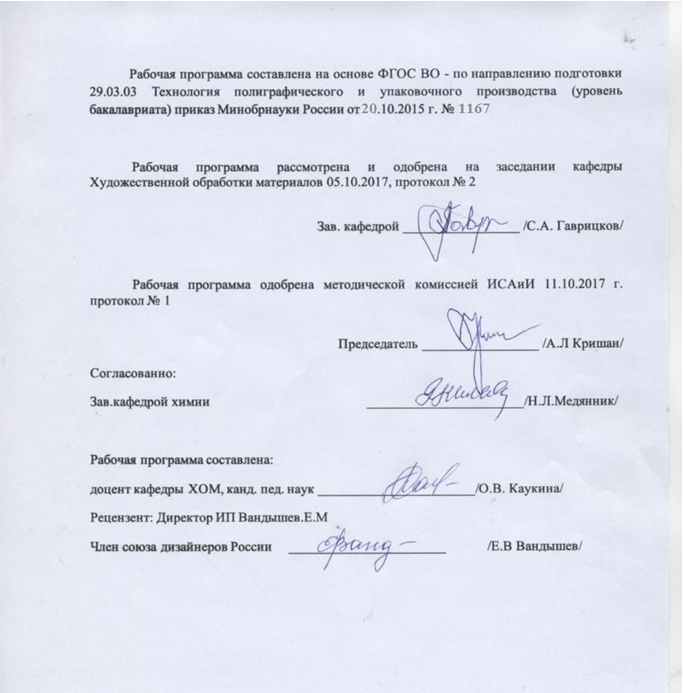 Рабочая программа составлена на основе ФГОС ВО - по направлению подготовки
29.03.03 Технология полиграфического и упаковочного производства (уровень
бакалавриата) приказ Минобрнауки России от 20.10.2015 г. № 1167
Рабочая программа рассмотрена и одобрена на заседании кафедры
Художественной обработки материалов 05.10.2017, протокол № 2
Зав. кафедрой /С.А. Гаврицков/
Рабочая программа одобрена методической комиссией ИСАиИ 11.10.2017 г.
протокол № 1
Председатель /А.Л Кришан/
Согласованно:
Зав.кафедрой химии /Н.Л.Медянник/
Рабочая программа составлена:
доцент кафедры ХОМ, канд. пед. наук /О.В. Каукина/
Рецензент: Директор ИП Вандышев.Е.М
Член союза дизайнеров России /Е.В Вандышев/